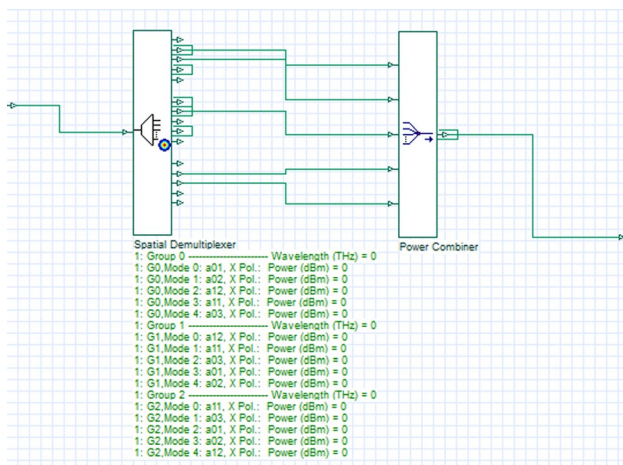 Spatial Demultiplexer
Power Combiner
1: Group 0 ----------------------- Wavelength (THz) = 0
1: G0,Mode 0: a01, X Pol.: Power (dBm) = 0
1: G0,Mode 1: a02, X Pol.: Power (dBm) = 0
1: G0,Mode 2: a12, X Pol.: Power (dBm) = 0
1: G0,Mode 3: a11, X Pol.: Power (dBm) = 0
1: G0,Mode 4: a03, X Pol.: Power (dBm) = 0
1: Group 1 ----------------------- Wavelength (THz) = 0
1: G1,Mode 0: a12, X Pol.: Power (dBm) = 0
1: G1,Mode 1: a11, X Pol.: Power (dBm) = 0
1: G1,Mode 2: a03, X Pol.: Power (dBm) = 0
1: G1,Mode 3: a01, X Pol.: Power (dBm) = 0
1: G1,Mode 4: a02, X Pol.: Power (dBm) = 0
1: Group 2 ----------------------- Wavelength (THz) = 0
1: G2,Mode 0: a11, X Pol.: Power (dBm) = 0
1: G2,Mode 1: a03, X Pol.: Power (dBm) = 0
1: G2,Mode 2: a01, X Pol.: Power (dBm) = 0
1: G2,Mode 3: a02, X Pol.: Power (dBm) = 0
1: G2,Mode 4: a12, X Pol.: Power (dBm) = 0